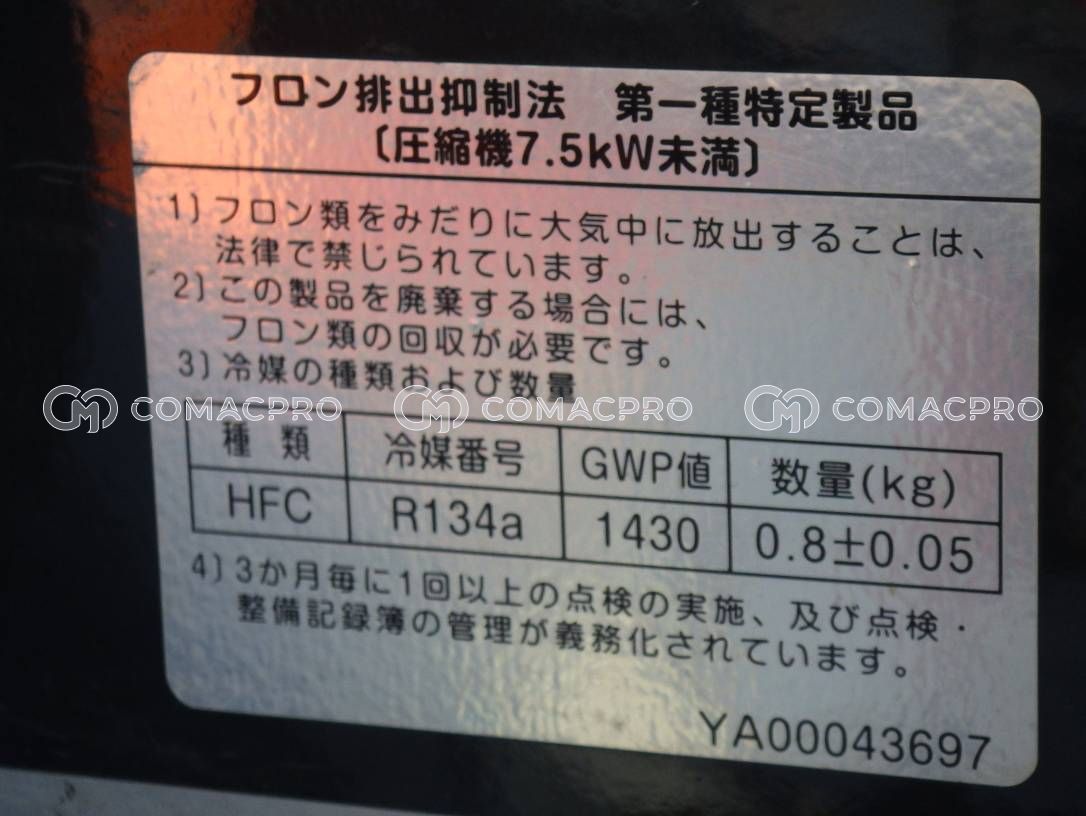 フロン排出抑制法 第一種特定製品
〔圧縮機7.5kW未満〕
1)フロン類をみだりに大気中に放出することは、
法律で禁じられています。
2)この製品を廃棄する場合には、
フロン類の回収が必要です。
3)冷媒の種類および数量
COMACPRO COMACPRO COMACPRO
種類 冷媒番号 GWP値 数量(kg)
HFC R134a 1430 0.8±0.05
4)3か月毎に1回以上の点検の実施、及び点検・
整備記録簿の管理が義務化されています。
YA00043697